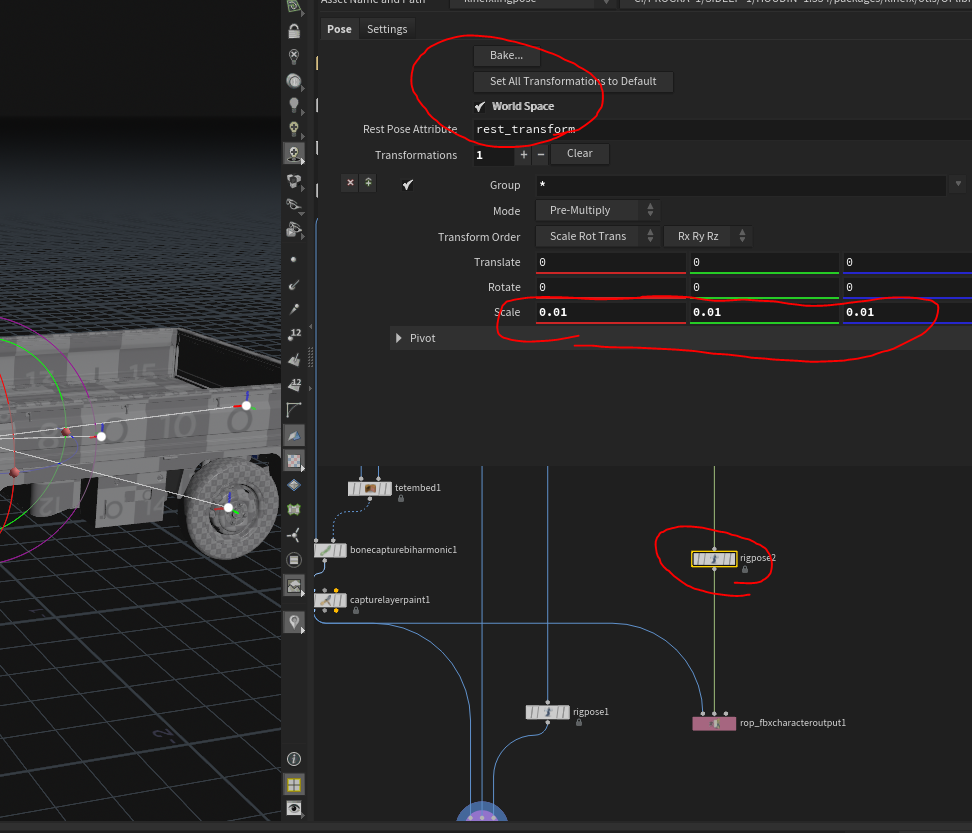 Asset Name and Path
Pose Settings
Bake...
Set All Transformations to Default
World Space
Rest Pose Attribute rest_transform
Transformations 1 + − Clear
Group *
Mode Pre-Multiply
Transform Order Scale Rot Trans Rx Ry Rz
Translate 0 0 0
Rotate 0 0 0
Scale 0.01 0.01 0.01
Pivot
12
12
15
10
tetembed1
bonecapturebiharmonic1
rigpose2
capturelayerpaint1
rigpose1
rop_fbxcharacteroutput1